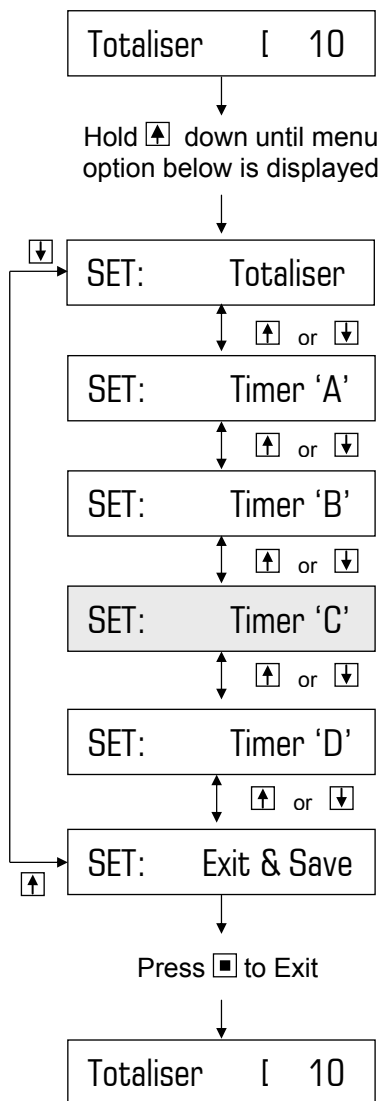 Totaliser [ 10
Hold down until menu
option below is displayed
SET: Totaliser
or
SET: Timer ‘A’
or
SET: Timer ‘B’
or
SET: Timer ‘C’
or
SET: Timer ‘D’
or
SET: Exit & Save
Press to Exit
Totaliser [ 10